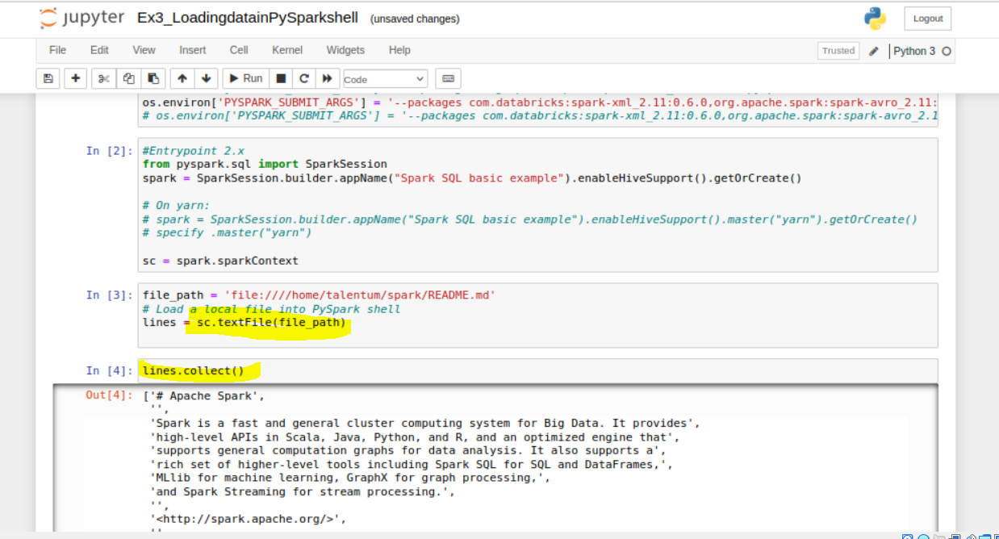 jupyter Ex3_LoadingdatainPySparkshell (unsaved changes)
Logout
File Edit View Insert Cell Kernel Widgets Help
Trusted
Python 3
Run
Code
os.environ['PYSPARK_SUBMIT_ARGS'] = '--packages com.databricks:spark-xml_2.11:0.6.0,org.apache.spark:spark-avro_2.11:
# os.environ['PYSPARK_SUBMIT_ARGS'] = '--packages com.databricks:spark-xml_2.11:0.6.0,org.apache.spark:spark-avro_2.1
In [2]: #Entrypoint 2.x
from pyspark.sql import SparkSession
spark = SparkSession.builder.appName("Spark SQL basic example").enableHiveSupport().getOrCreate()
# On yarn:
# spark = SparkSession.builder.appName("Spark SQL basic example").enableHiveSupport().master("yarn").getOrCreate()
# specify .master("yarn")
sc = spark.sparkContext
In [3]: file_path = 'file:////home/talentum/spark/README.md'
# Load a local file into PySpark shell
lines = sc.textFile(file_path)
In [4]: lines.collect()
Out[4]: ['# Apache Spark',
'',
'Spark is a fast and general cluster computing system for Big Data. It provides',
'high-level APIs in Scala, Java, Python, and R, and an optimized engine that',
'supports general computation graphs for data analysis. It also supports a',
'rich set of higher-level tools including Spark SQL for SQL and DataFrames,',
'MLlib for machine learning, GraphX for graph processing,',
'and Spark Streaming for stream processing.',
'',
'<http://spark.apache.org/>',